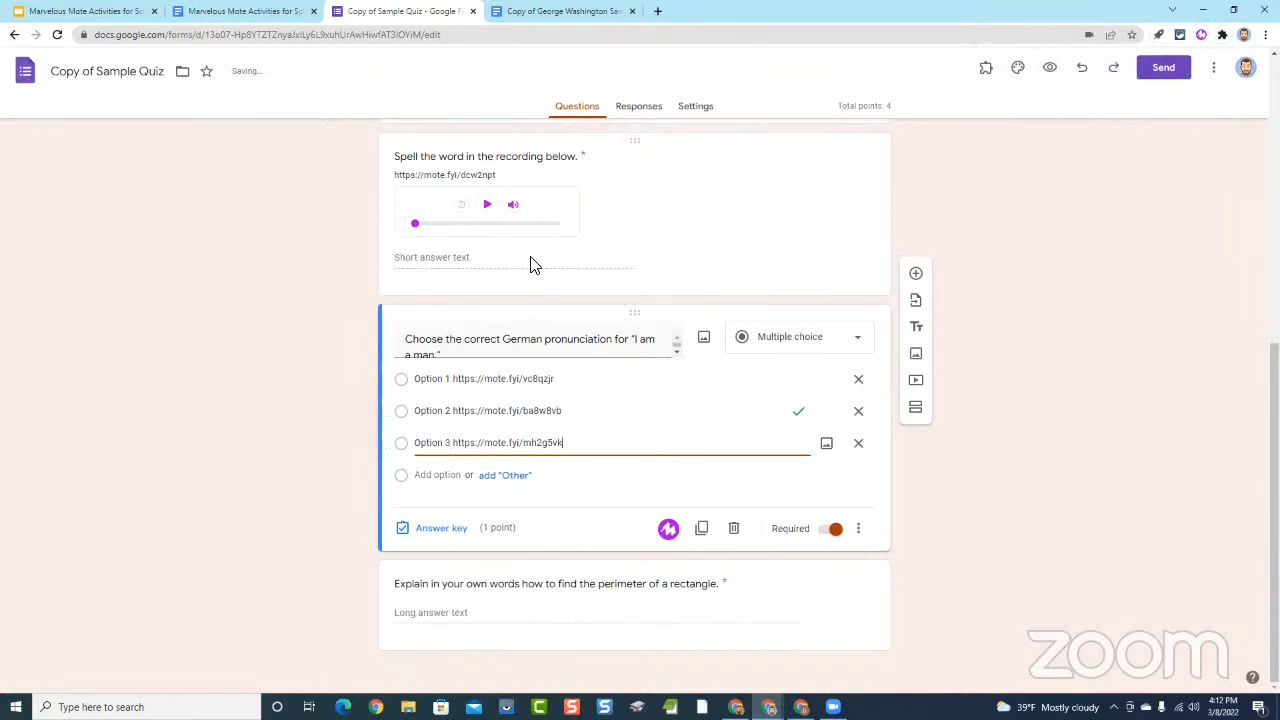 Marvelous Mote Activities for Sc
Marvelous Mote Activities for Sci
Copy of Sample Quiz - Google F
Copy of George Washington Sar
docs.google.com/forms/d/13o07-Hp8YTZTZnyaJxlLy6L9xuhUrAwHiwfAT3IOYiM/edit
Copy of Sample Quiz
Saving...
Send
Questions
Responses
Settings
Total points: 4
Spell the word in the recording below. *
https://mote.fyi/dcw2npt
Short answer text
Choose the correct German pronunciation for "I am
a man."
Multiple choice
Option 1 https://mote.fyi/vc8qzjr
Option 2 https://mote.fyi/ba8w8vb
Option 3 https://mote.fyi/mh2g5vk
Add option or add "Other"
Answer key (1 point)
Required
Explain in your own words how to find the perimeter of a rectangle. *
Long answer text
zoom
Type here to search
39°F Mostly cloudy
4:12 PM
3/8/2022